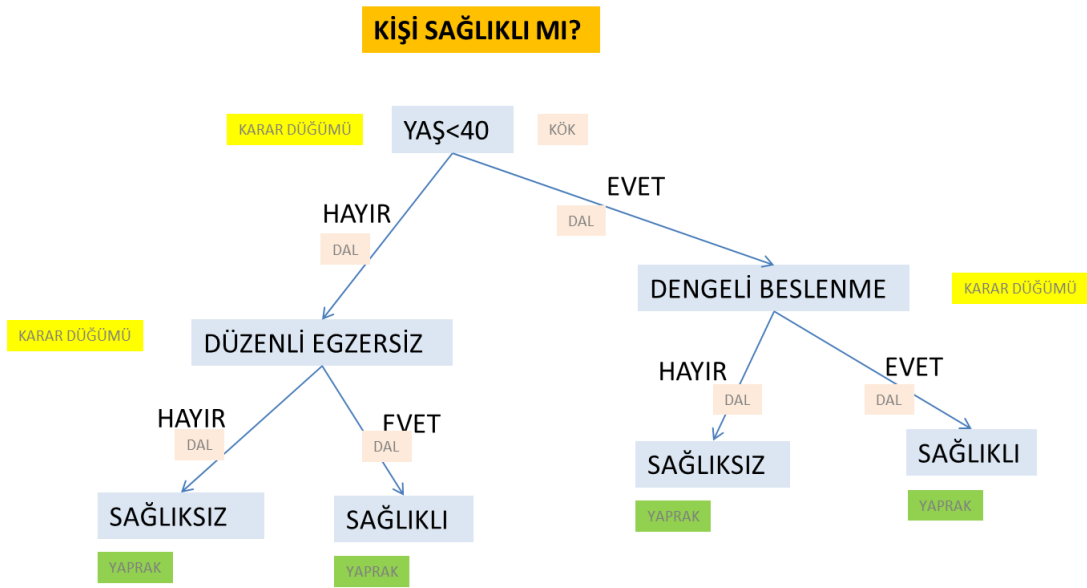 KİŞİ SAĞLIKLI MI?
KARAR DÜĞÜMÜ
YAŞ<40
KÖK
HAYIR
DAL
EVET
DAL
DENGELİ BESLENME
KARAR DÜĞÜMÜ
KARAR DÜĞÜMÜ
DÜZENLİ EGZERSİZ
HAYIR
DAL
EVET
DAL
HAYIR
DAL
EVET
DAL
SAĞLIKSIZ
YAPRAK
SAĞLIKLI
YAPRAK
SAĞLIKSIZ
YAPRAK
SAĞLIKLI
YAPRAK